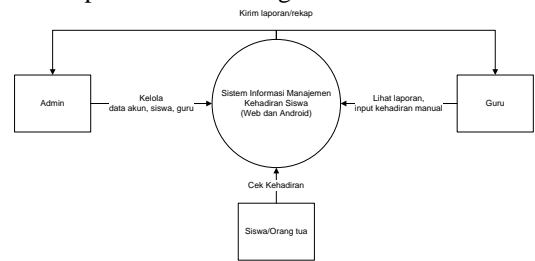 Kirim laporan/rekap
Admin
Kelola
data akun, siswa, guru
Sistem Informasi Manajemen
Kehadiran Siswa
(Web dan Android)
Lihat laporan,
input kehadiran manual
Guru
Cek Kehadiran
Siswa/Orang tua